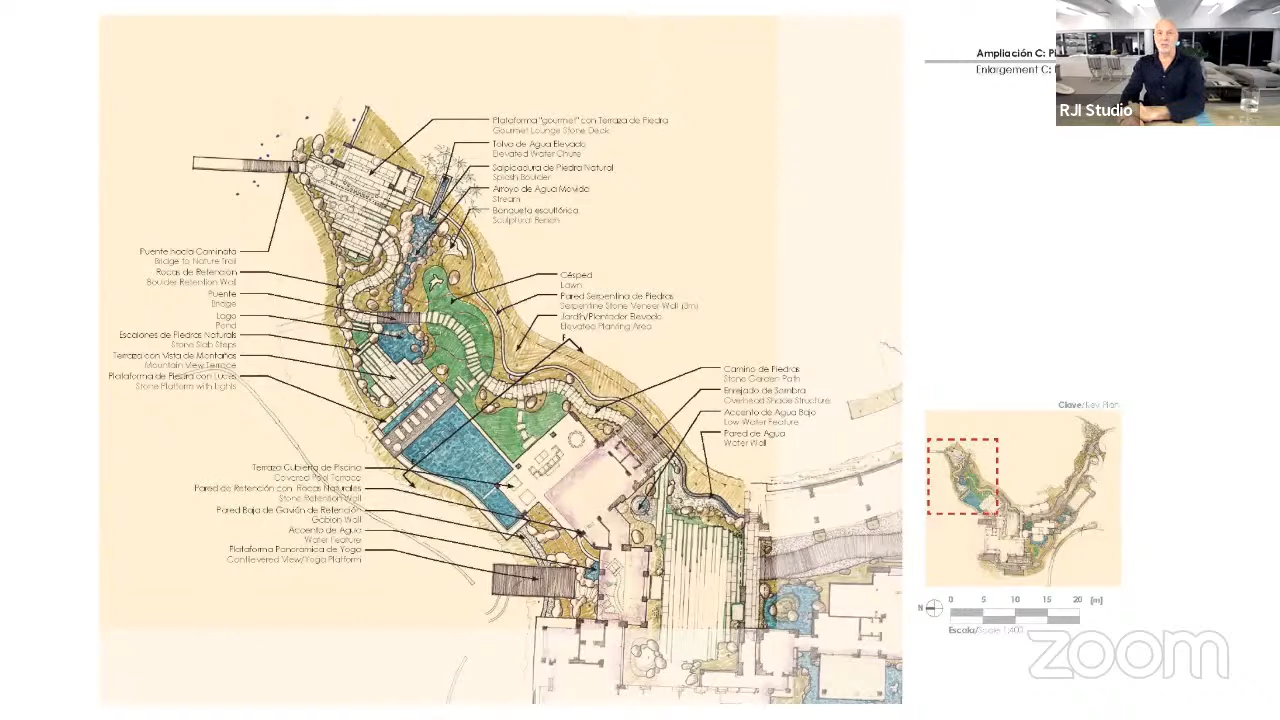 Ampliación C:
Enlargement C:
RJI Studio
Plataforma "gourmet" con Terraza de Piedra
Gourmet Lounge Stone Deck
Tolva de Agua Elevado
Elevated Water Chute
Salpicadura de Piedra Natural
Splash Boulder
Arroyo de Agua Movida
Stream
Banqueta escultórica
Sculptural Bench
Puente hacia Caminata
Bridge to Nature Trail
Rocas de Retención
Boulder Retention Wall
Puente
Bridge
Lago
Pond
Escalones de Piedras Naturals
Stone Slab Steps
Terraza con Vista de Montañas
Mountain View Terrace
Plataforma de Piedra con Luces
Stone Platform with Lights
Césped
Lawn
Pared Serpentina de Piedras
Serpentine Stone Veneer Wall (3m)
Jardín/Plantador Elevado
Elevated Planting Area
F
Camino de Piedras
Stone Garden Path
Enrejado de Sombra
Overhead Shade Structure
Accento de Agua Bajo
Low Water Feature
Pared de Agua
Water Wall
Terraza Cubierta de Piscina
Covered Pool Terrace
Pared de Retención con Rocas Naturales
Stone Retention Wall
Pared Baja de Gavión de Retención
Gabion Wall
Accento de Agua
Water Feature
Plataforma Panoramica de Yoga
Cantilevered View/Yoga Platform
Clave/Key Plan
N
0 5 10 15 20 [m]
Escala/Scale 1:400
zoom